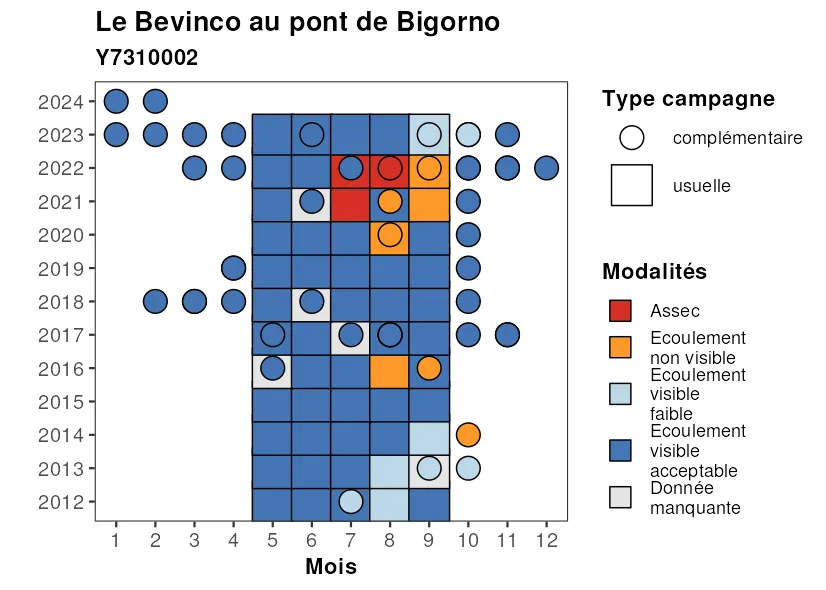 Le Bevinco au pont de Bigorno
Y7310002
2024
2023
2022
2021
2020
2019
2018
2017
2016
2015
2014
2013
2012
1 2 3 4 5 6 7 8 9 10 11 12
Mois
Type campagne
complémentaire
usuelle
Modalités
Assec
Ecoulement
non visible
Ecoulement
visible
faible
Ecoulement
visible
acceptable
Donnée
manquante